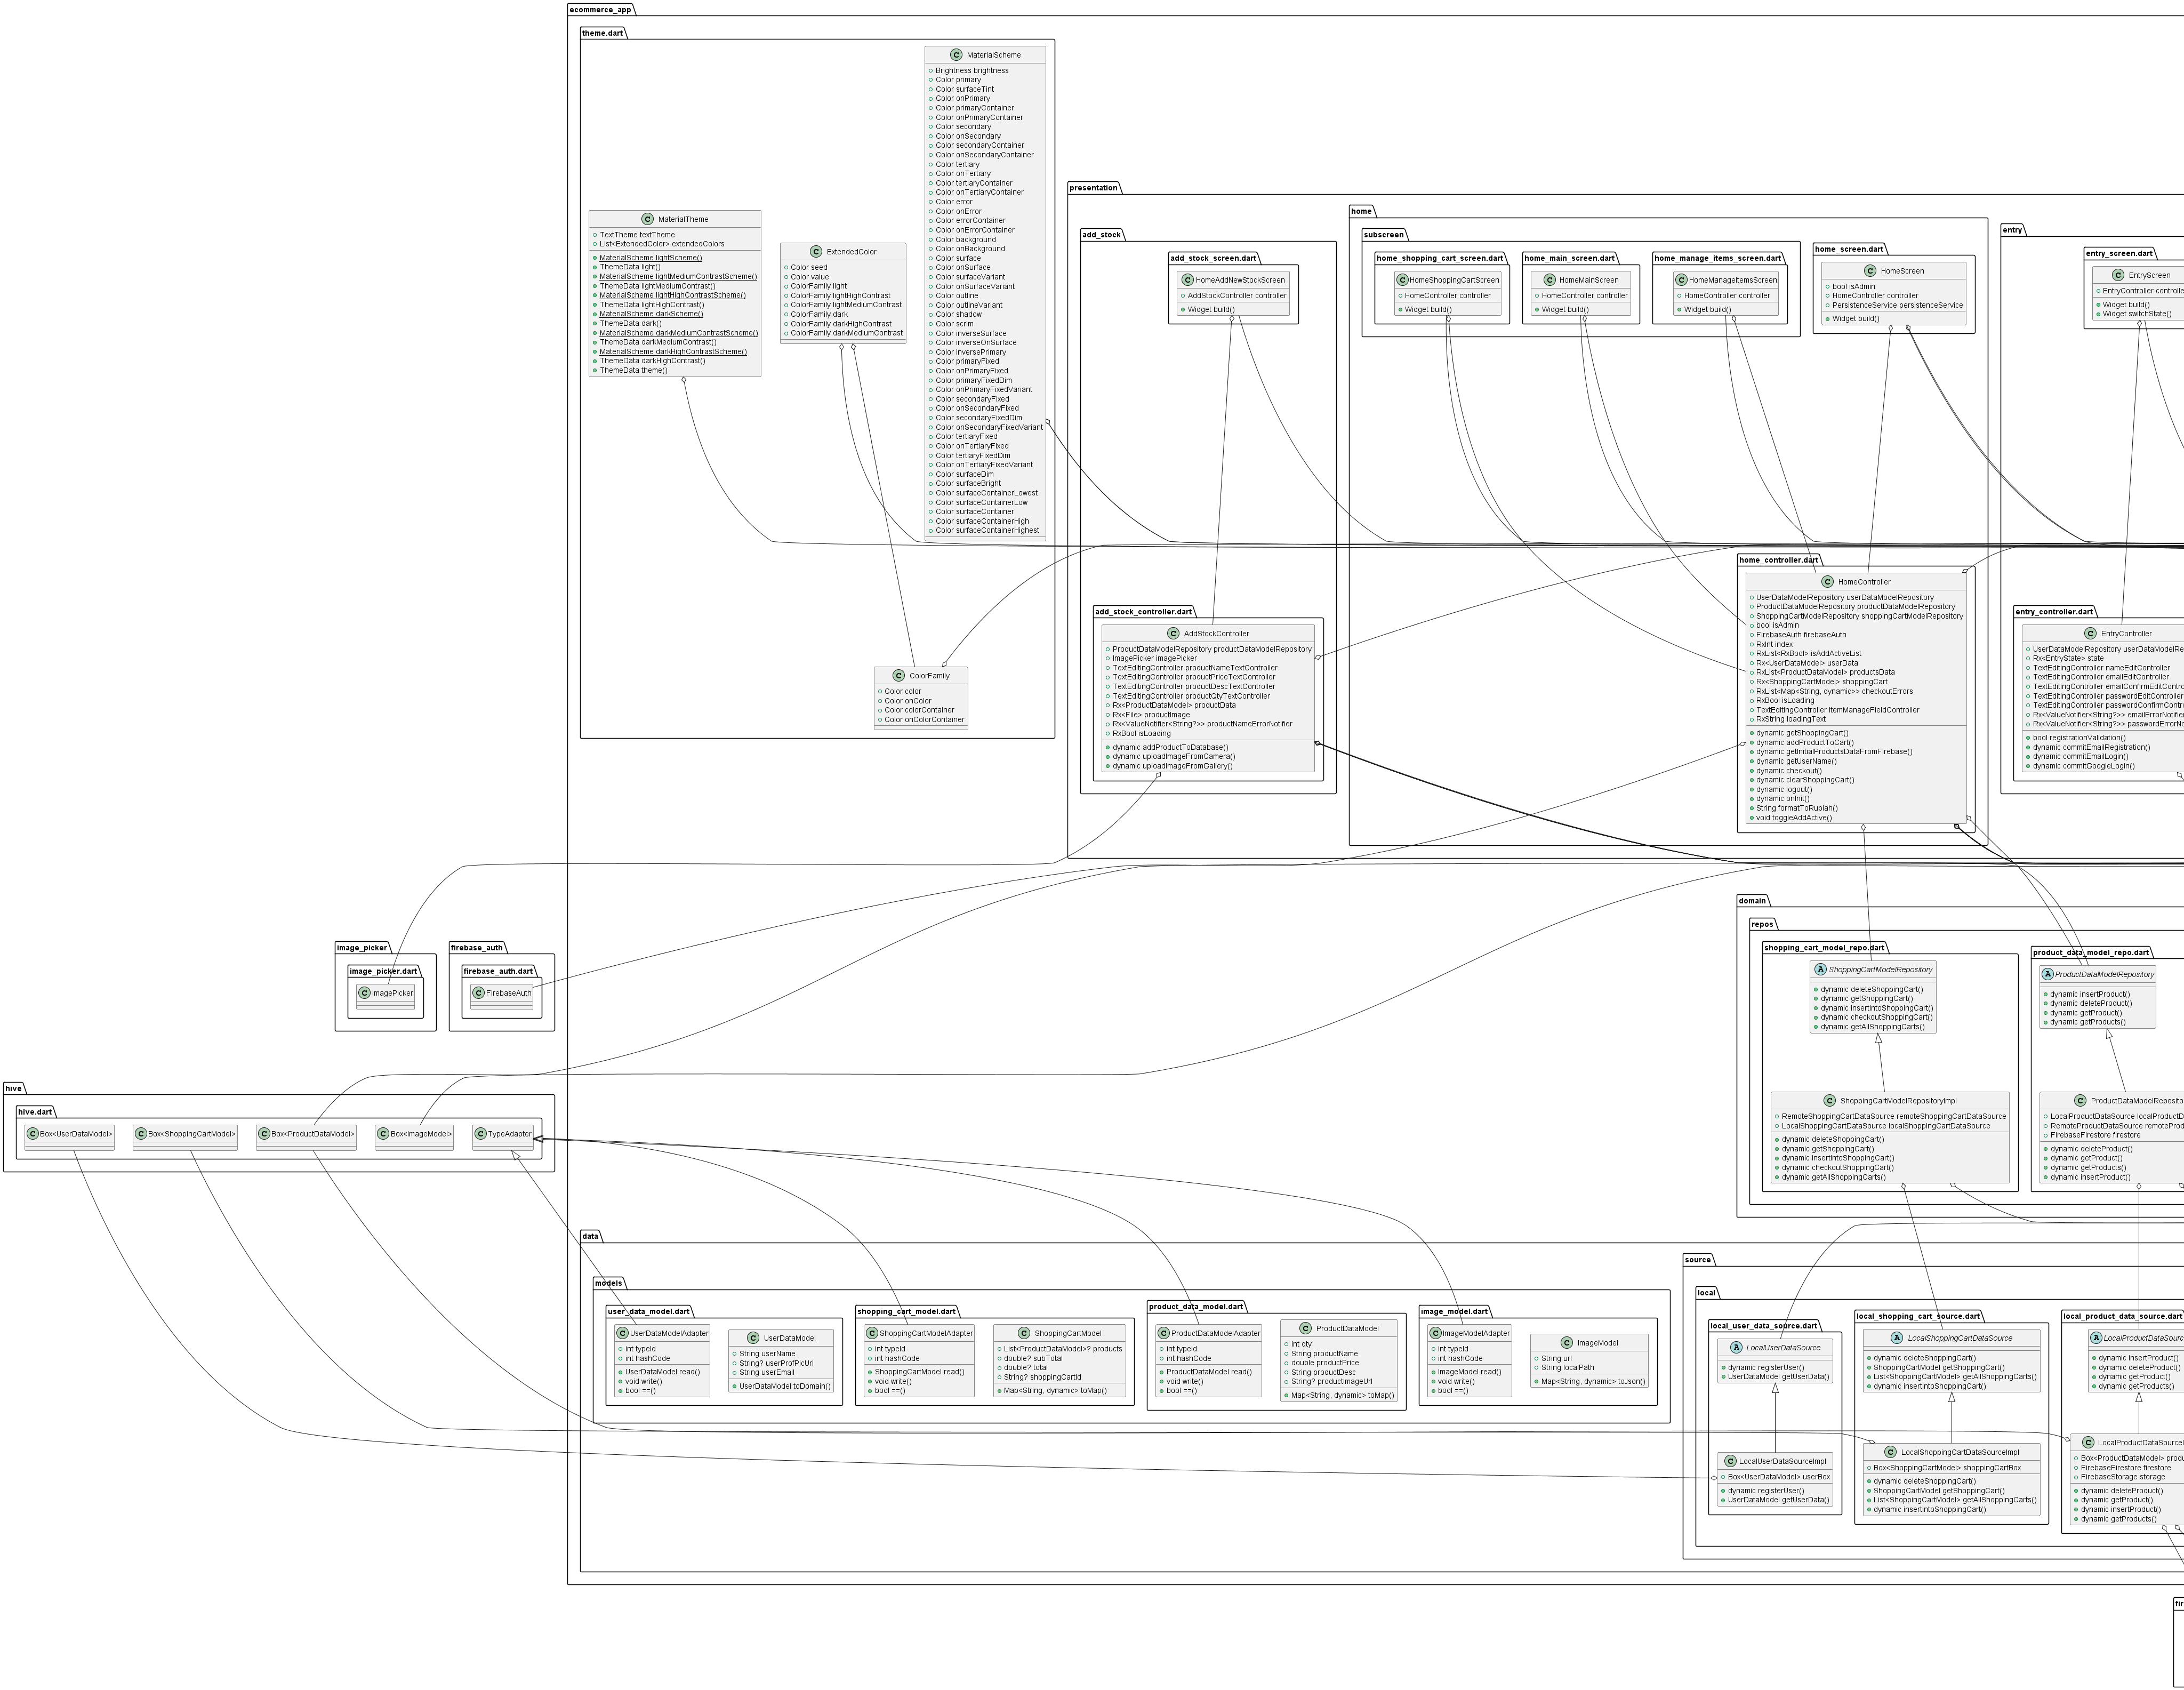 ecommerce_app
theme.dart
MaterialScheme
Brightness brightness
Color primary
Color surfaceTint
Color onPrimary
Color primaryContainer
Color onPrimaryContainer
Color secondary
Color onSecondary
Color secondaryContainer
Color onSecondaryContainer
Color tertiary
Color onTertiary
Color tertiaryContainer
Color onTertiaryContainer
Color error
Color onError
Color errorContainer
Color onErrorContainer
Color background
Color onBackground
Color surface
Color onSurface
Color surfaceVariant
Color onSurfaceVariant
Color outline
Color outlineVariant
Color shadow
Color scrim
Color inverseSurface
Color inverseOnSurface
Color inversePrimary
Color primaryFixed
Color onPrimaryFixed
Color primaryFixedDim
Color onPrimaryFixedVariant
Color secondaryFixed
Color onSecondaryFixed
Color secondaryFixedDim
Color onSecondaryFixedVariant
Color tertiaryFixed
Color onTertiaryFixed
Color tertiaryFixedDim
Color onTertiaryFixedVariant
Color surfaceDim
Color surfaceBright
Color surfaceContainerLowest
Color surfaceContainerLow
Color surfaceContainer
Color surfaceContainerHigh
Color surfaceContainerHighest
MaterialTheme
TextTheme textTheme
List<ExtendedColor> extendedColors
MaterialScheme lightScheme()
ThemeData light()
MaterialScheme lightMediumContrastScheme()
ThemeData lightMediumContrast()
MaterialScheme lightHighContrastScheme()
ThemeData lightHighContrast()
MaterialScheme darkScheme()
ThemeData dark()
MaterialScheme darkMediumContrastScheme()
ThemeData darkMediumContrast()
MaterialScheme darkHighContrastScheme()
ThemeData darkHighContrast()
ThemeData theme()
ExtendedColor
Color seed
Color value
ColorFamily light
ColorFamily lightHighContrast
ColorFamily lightMediumContrast
ColorFamily dark
ColorFamily darkHighContrast
ColorFamily darkMediumContrast
ColorFamily
Color color
Color onColor
Color colorContainer
Color onColorContainer
presentation
add_stock
add_stock_screen.dart
HomeAddNewStockScreen
AddStockController controller
Widget build()
add_stock_controller.dart
AddStockController
ProductDataModelRepository productDataModelRepository
ImagePicker imagePicker
TextEditingController productNameTextController
TextEditingController productPriceTextController
TextEditingController productDescTextController
TextEditingController productQtyTextController
Rx<ProductDataModel> productData
Rx<File> productImage
Rx<ValueNotifier<String?>> productNameErrorNotifier
RxBool isLoading
dynamic addProductToDatabase()
dynamic uploadImageFromCamera()
dynamic uploadImageFromGallery()
home
subscreen
home_shopping_cart_screen.dart
HomeShoppingCartScreen
HomeController controller
Widget build()
home_main_screen.dart
HomeMainScreen
HomeController controller
Widget build()
home_manage_items_screen.dart
HomeManageItemsScreen
HomeController controller
Widget build()
home_screen.dart
HomeScreen
bool isAdmin
HomeController controller
PersistenceService persistenceService
Widget build()
home_controller.dart
HomeController
UserDataModelRepository userDataModelRepository
ProductDataModelRepository productDataModelRepository
ShoppingCartModelRepository shoppingCartModelRepository
bool isAdmin
FirebaseAuth firebaseAuth
RxInt index
RxList<RxBool> isAddActiveList
Rx<UserDataModel> userData
RxList<ProductDataModel> productsData
Rx<ShoppingCartModel> shoppingCart
RxList<Map<String, dynamic>> checkoutErrors
RxBool isLoading
TextEditingController itemManageFieldController
RxString loadingText
dynamic getShoppingCart()
dynamic addProductToCart()
dynamic getInitialProductsDataFromFirebase()
dynamic getUserName()
dynamic checkout()
dynamic clearShoppingCart()
dynamic logout()
dynamic onInit()
String formatToRupiah()
void toggleAddActive()
entry
entry_screen.dart
EntryScreen
EntryController controlle
Widget build()
Widget switchState()
entry_controller.dart
EntryController
UserDataModelRepository userDataModelRe
Rx<EntryState> state
TextEditingController nameEditController
TextEditingController emailEditController
TextEditingController emailConfirmEditContro
TextEditingController passwordEditController
TextEditingController passwordConfirmContro
Rx<ValueNotifier<String?>> emailErrorNotifier
Rx<ValueNotifier<String?>> passwordErrorNo
bool registrationValidation()
dynamic commitEmailRegistration()
dynamic commitEmailLogin()
dynamic commitGoogleLogin()
image_picker
image_picker.dart
ImagePicker
firebase_auth
firebase_auth.dart
FirebaseAuth
domain
repos
shopping_cart_model_repo.dart
ShoppingCartModelRepository
dynamic deleteShoppingCart()
dynamic getShoppingCart()
dynamic insertIntoShoppingCart()
dynamic checkoutShoppingCart()
dynamic getAllShoppingCarts()
ShoppingCartModelRepositoryImpl
RemoteShoppingCartDataSource remoteShoppingCartDataSource
LocalShoppingCartDataSource localShoppingCartDataSource
dynamic deleteShoppingCart()
dynamic getShoppingCart()
dynamic insertIntoShoppingCart()
dynamic checkoutShoppingCart()
dynamic getAllShoppingCarts()
product_data_model_repo.dart
ProductDataModelRepository
dynamic insertProduct()
dynamic deleteProduct()
dynamic getProduct()
dynamic getProducts()
ProductDataModelReposito
LocalProductDataSource localProductD
RemoteProductDataSource remoteProd
FirebaseFirestore firestore
dynamic deleteProduct()
dynamic getProduct()
dynamic getProducts()
dynamic insertProduct()
hive
hive.dart
Box<UserDataModel>
Box<ShoppingCartModel>
Box<ProductDataModel>
Box<ImageModel>
TypeAdapter
data
models
user_data_model.dart
UserDataModelAdapter
int typeId
int hashCode
UserDataModel read()
void write()
bool ==()
UserDataModel
String userName
String? userProfPicUrl
String userEmail
UserDataModel toDomain()
shopping_cart_model.dart
ShoppingCartModelAdapter
int typeId
int hashCode
ShoppingCartModel read()
void write()
bool ==()
ShoppingCartModel
List<ProductDataModel>? products
double? subTotal
double? total
String? shoppingCartId
Map<String, dynamic> toMap()
product_data_model.dart
ProductDataModelAdapter
int typeId
int hashCode
ProductDataModel read()
void write()
bool ==()
ProductDataModel
int qty
String productName
double productPrice
String productDesc
String? productImageUrl
Map<String, dynamic> toMap()
image_model.dart
ImageModelAdapter
int typeId
int hashCode
ImageModel read()
void write()
bool ==()
ImageModel
String url
String localPath
Map<String, dynamic> toJson()
source
local
local_user_data_source.dart
LocalUserDataSource
dynamic registerUser()
UserDataModel getUserData()
LocalUserDataSourceImpl
Box<UserDataModel> userBox
dynamic registerUser()
UserDataModel getUserData()
local_shopping_cart_source.dart
LocalShoppingCartDataSource
dynamic deleteShoppingCart()
ShoppingCartModel getShoppingCart()
List<ShoppingCartModel> getAllShoppingCarts()
dynamic insertIntoShoppingCart()
LocalShoppingCartDataSourceImpl
Box<ShoppingCartModel> shoppingCartBox
dynamic deleteShoppingCart()
ShoppingCartModel getShoppingCart()
List<ShoppingCartModel> getAllShoppingCarts()
dynamic insertIntoShoppingCart()
local_product_data_source.dart
LocalProductDataSourc
dynamic insertProduct()
dynamic deleteProduct()
dynamic getProduct()
dynamic getProducts()
LocalProductDataSourceI
Box<ProductDataModel> produ
FirebaseFirestore firestore
FirebaseStorage storage
dynamic deleteProduct()
dynamic getProduct()
dynamic insertProduct()
dynamic getProducts()
fir